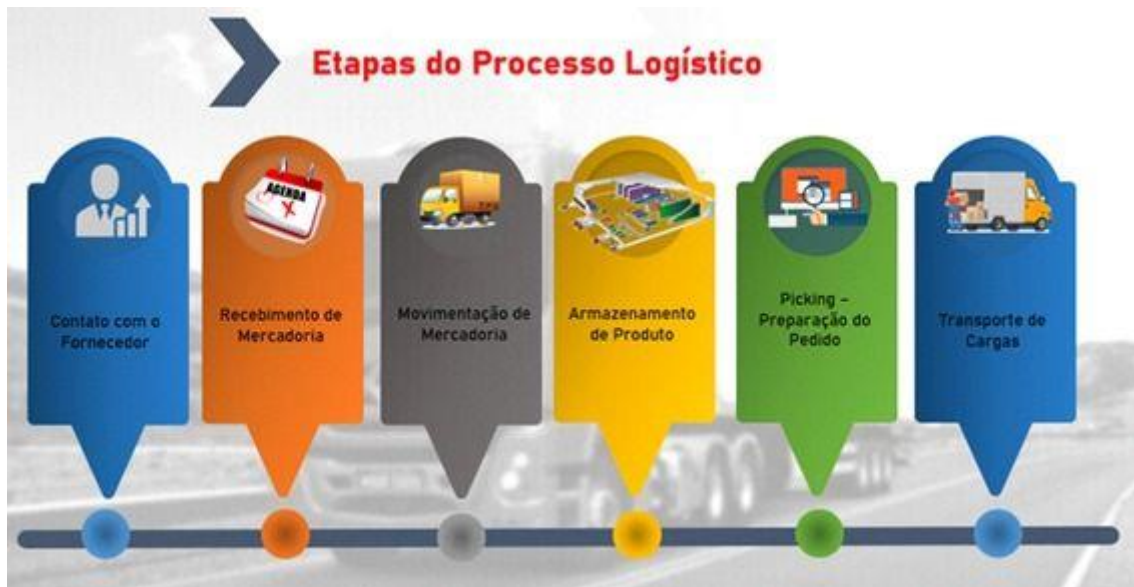 Etapas do Processo Logístico
AGENDA
Contato com o
Fornecedor
Recebimento de
Mercadoria
Movimentação de
Mercadoria
Armazenamento
de Produto
Picking –
Preparação do
Pedido
Transporte de
Cargas